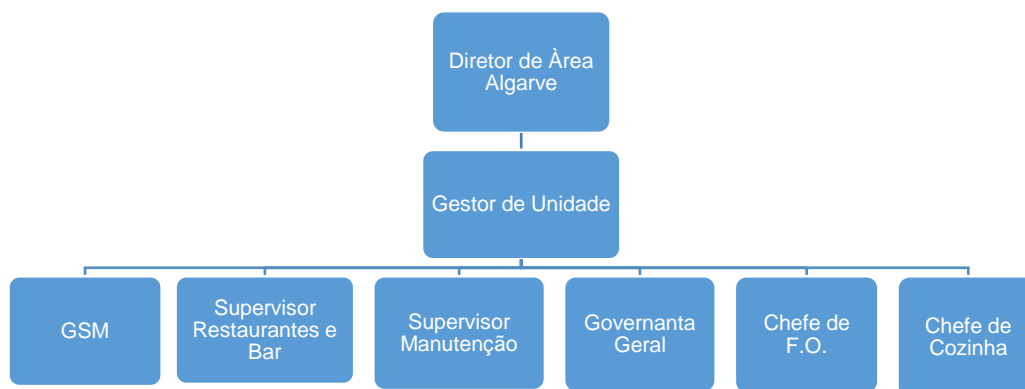 Diretor de Àrea
Algarve
Gestor de Unidade
GSM
Supervisor
Restaurantes e
Bar
Supervisor
Manutenção
Governanta
Geral
Chefe de
F.O.
Chefe de
Cozinha